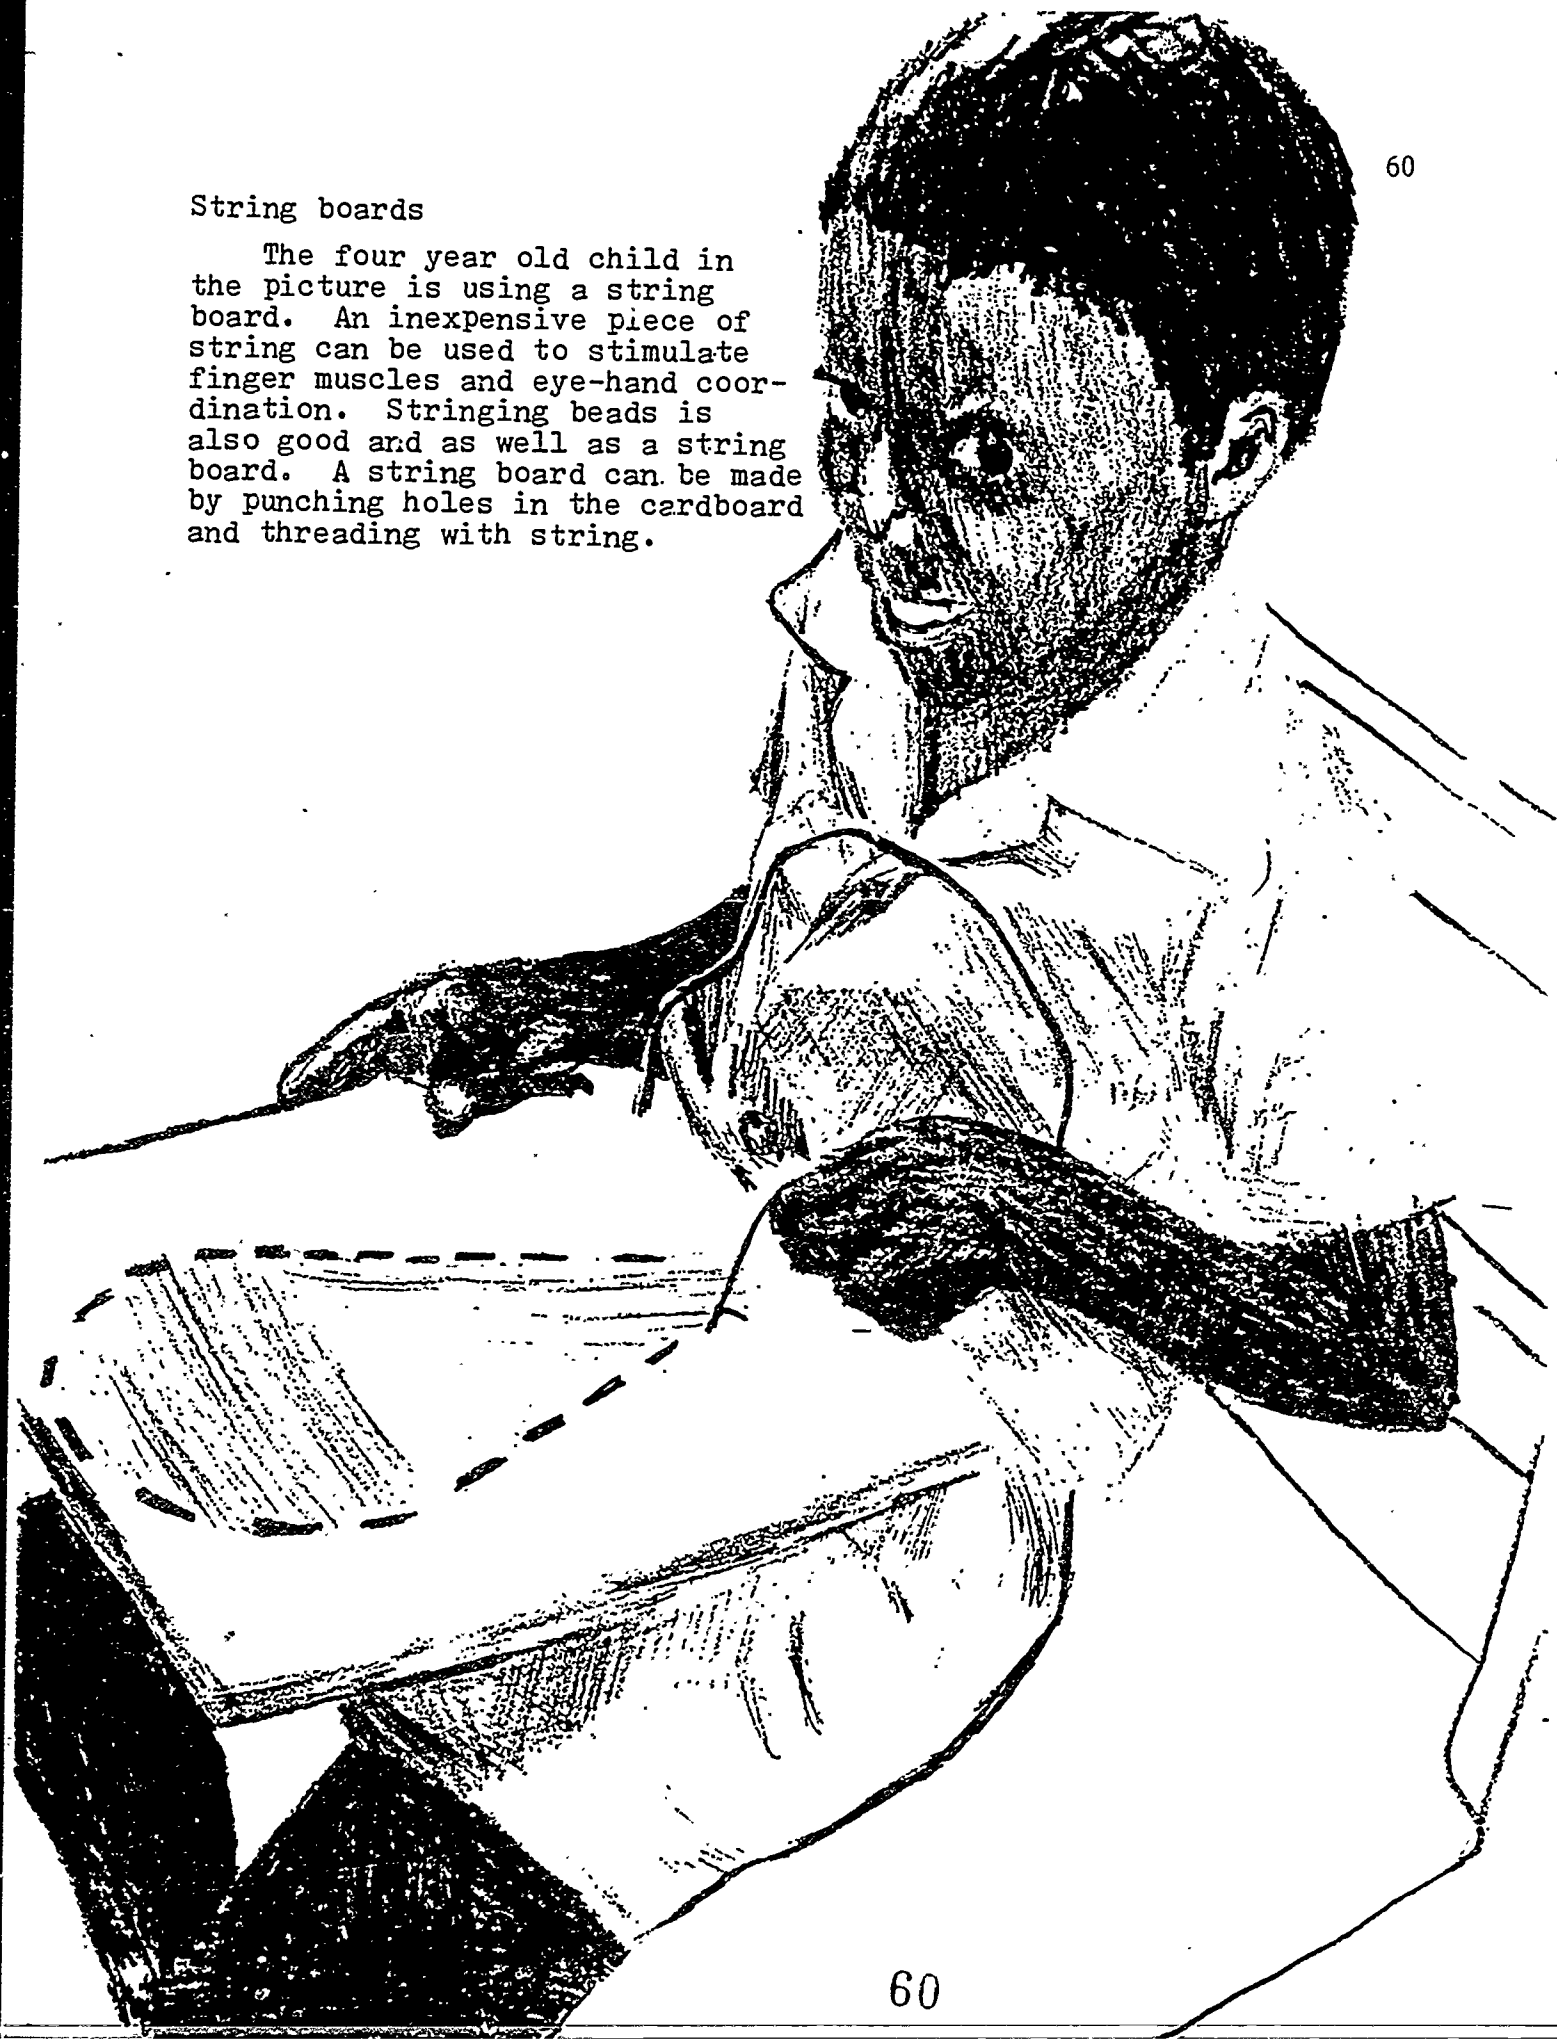 60
String boards
The four year old child in
the picture is using a string
board. An inexpensive piece of
string can be used to stimulate
finger muscles and eye-hand coor-
dination. Stringing beads is
also good and as well as a string
board. A string board can be made
by punching holes in the cardboard
and threading with string.
60